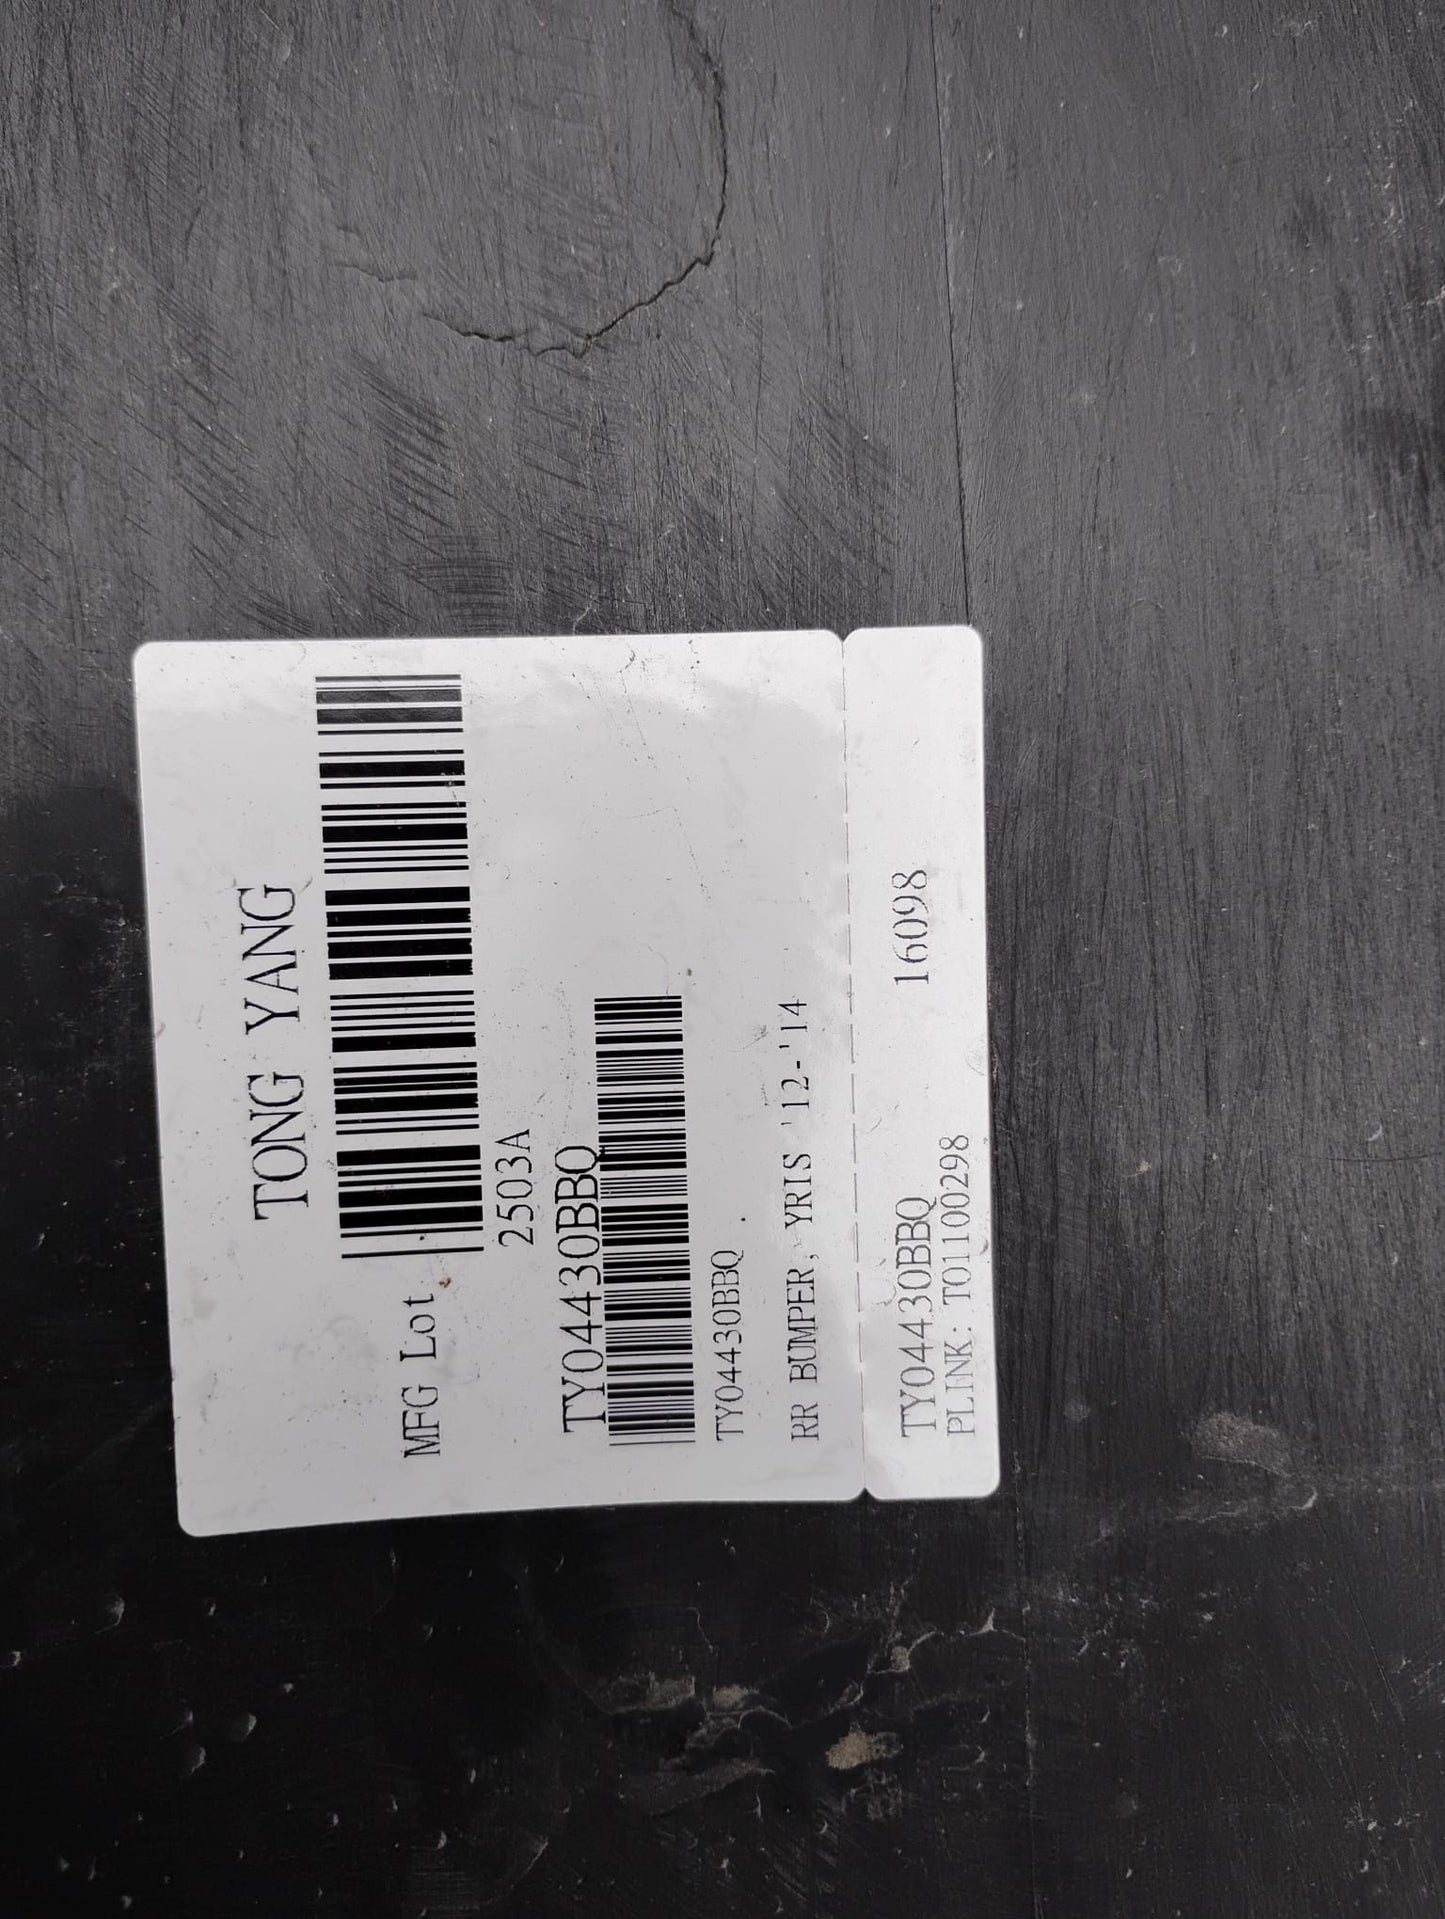 TONG YANG
MFG Lot
2503A
TY04430BBQ
TY04430BBQ
RR BUMPER, YRIS '12-'14
TY04430BBQ 16098
PLINK: TO1100298